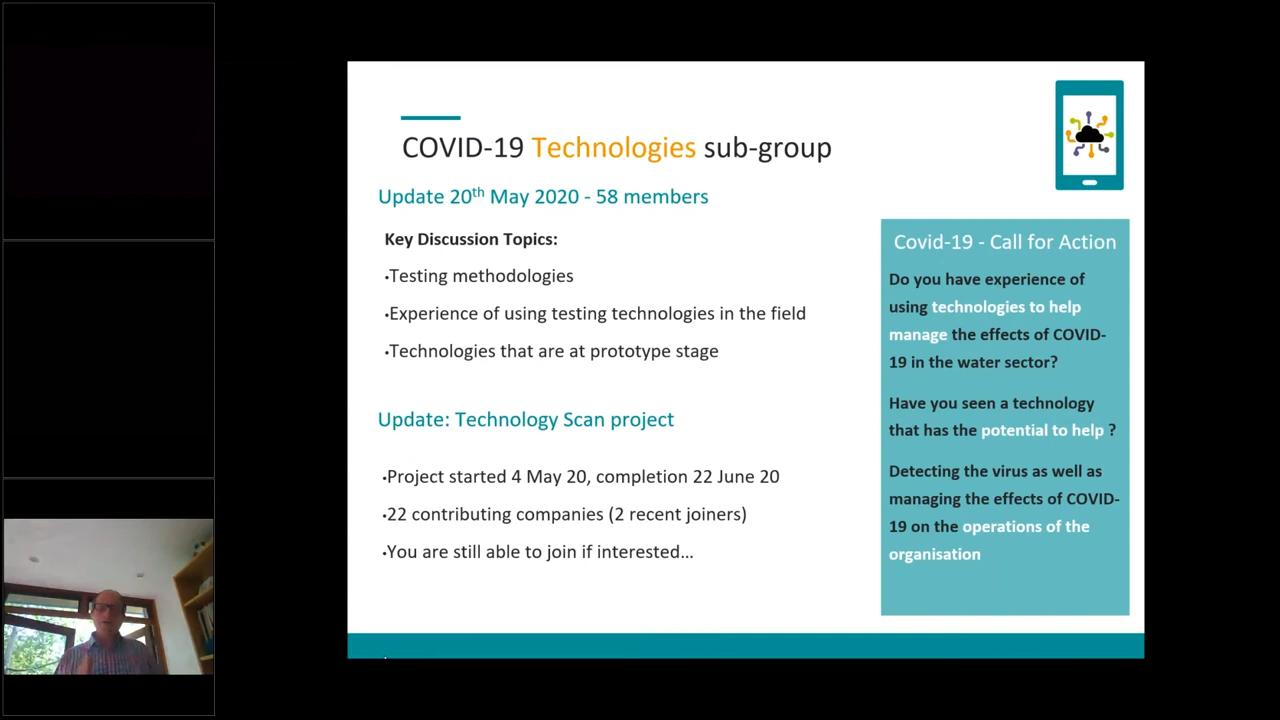 COVID-19 Technologies sub-group
Update 20th May 2020 - 58 members
Key Discussion Topics:
•Testing methodologies
•Experience of using testing technologies in the field
•Technologies that are at prototype stage
Update: Technology Scan project
•Project started 4 May 20, completion 22 June 20
•22 contributing companies (2 recent joiners)
•You are still able to join if interested…
Covid-19 - Call for Action
Do you have experience of
using technologies to help
manage the effects of COVID-
19 in the water sector?
Have you seen a technology
that has the potential to help ?
Detecting the virus as well as
managing the effects of COVID-
19 on the operations of the
organisation